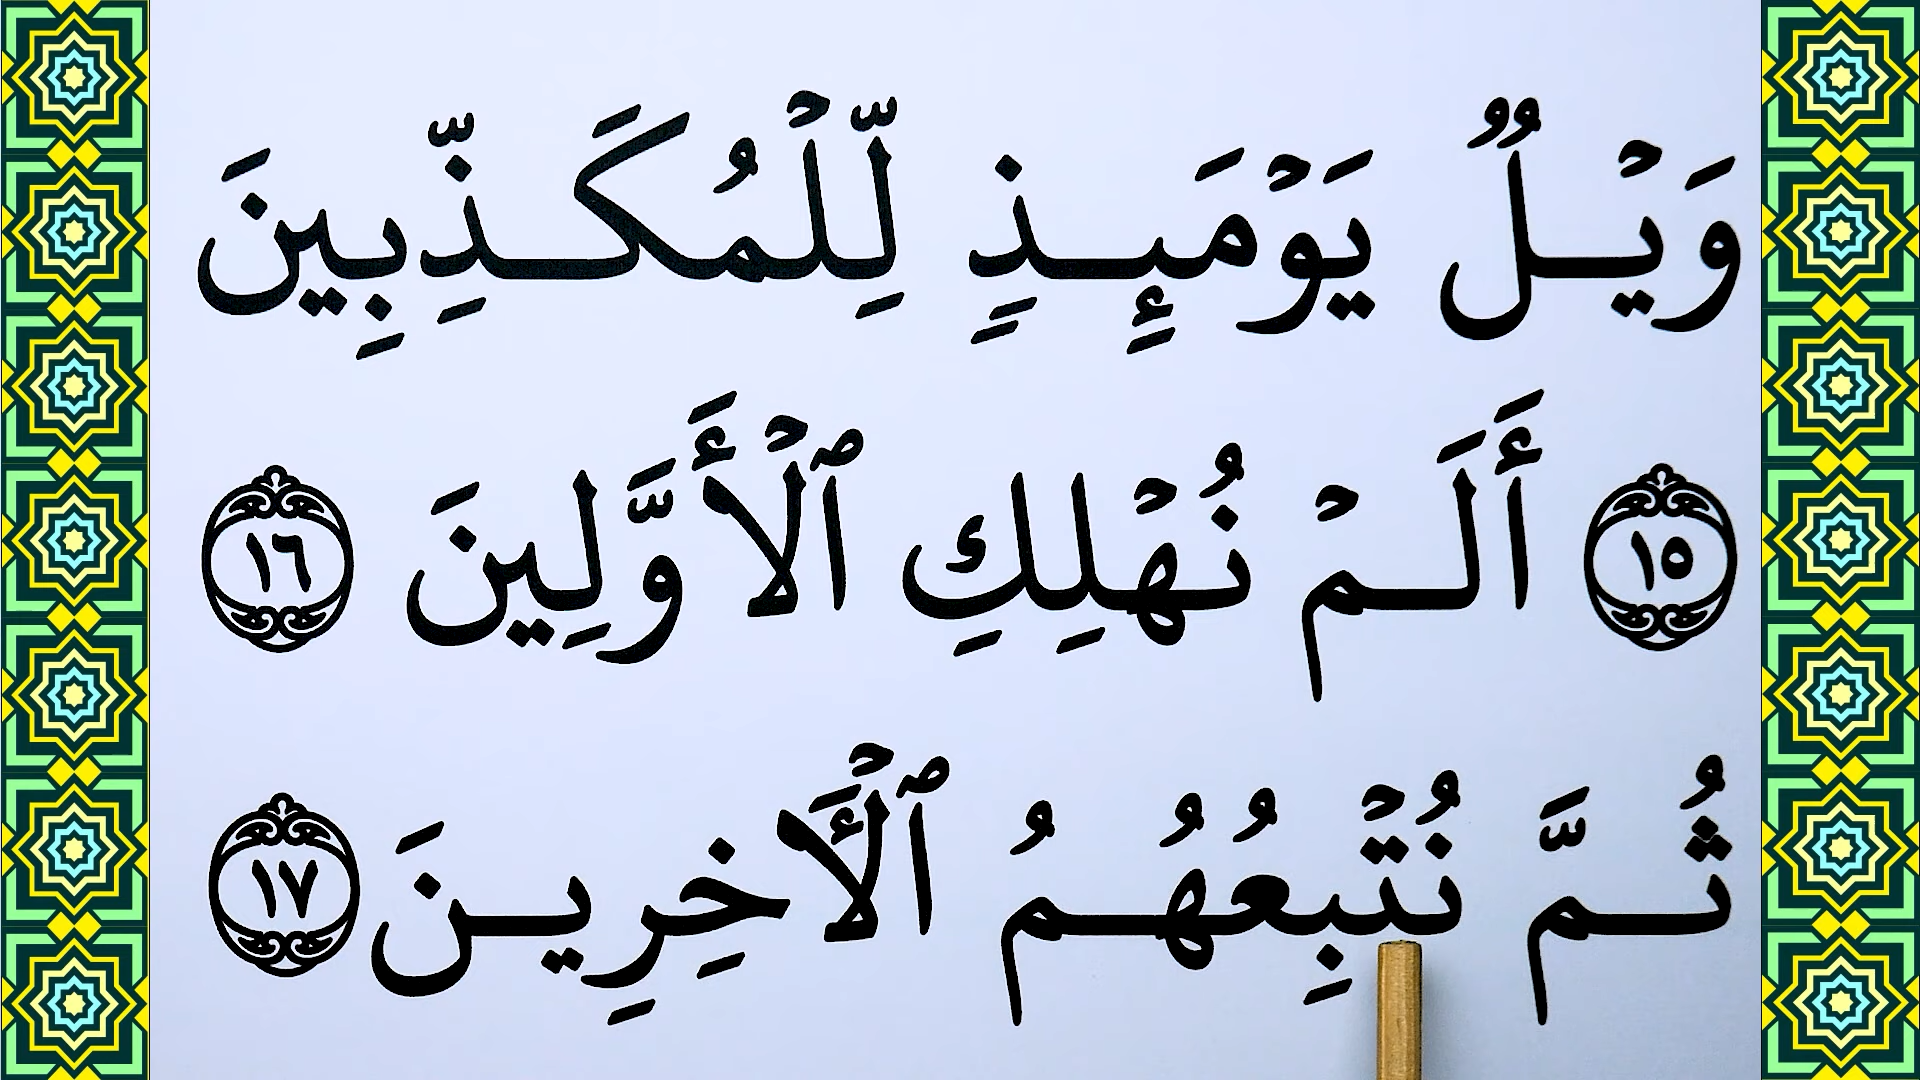 وَيۡلٌ يَوۡمَئِذٍ لِّلۡمُكَذِّبِينَ
١٥ أَلَمۡ نُهۡلِكِ ٱلۡأَوَّلِينَ ١٦
ثُمَّ نُتۡبِعُهُمُ ٱلۡأٓخِرِينَ ١٧